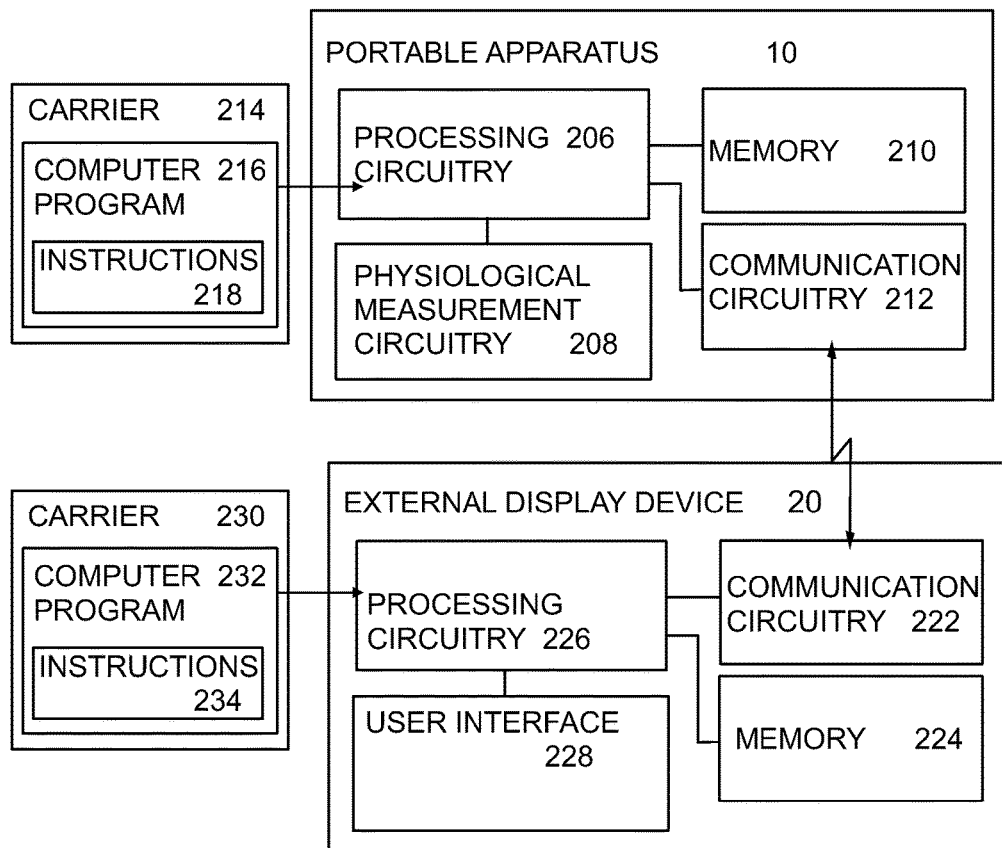 PORTABLE APPARATUS 10
CARRIER 214
COMPUTER 216
PROGRAM
INSTRUCTIONS
218
PROCESSING 206
CIRCUITRY
MEMORY 210
PHYSIOLOGICAL
MEASUREMENT
CIRCUITRY 208
COMMUNICATION
CIRCUITRY 212
EXTERNAL DISPLAY DEVICE 20
CARRIER 230
COMPUTER 232
PROGRAM
INSTRUCTIONS
234
PROCESSING
CIRCUITRY 226
COMMUNICATION
CIRCUITRY 222
USER INTERFACE
228
MEMORY 224